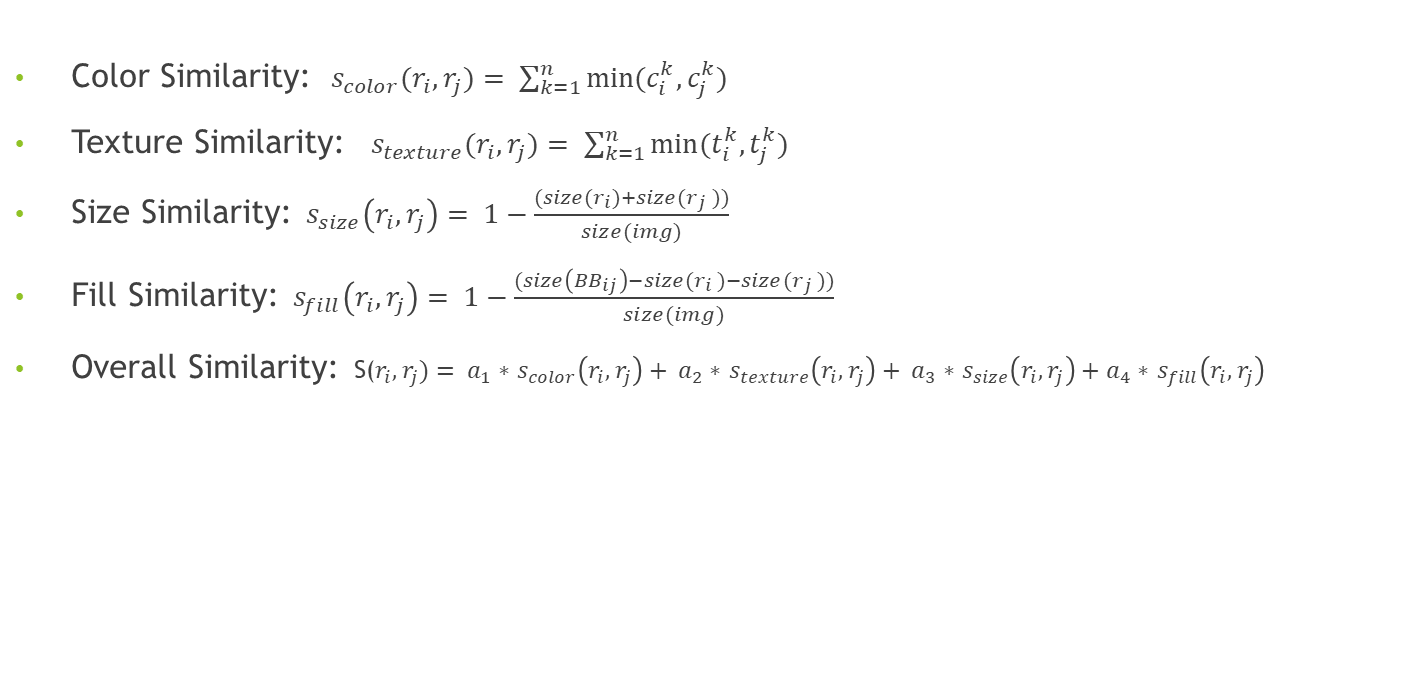 • Color Similarity: s_color(r_i, r_j) = ∑_{k=1}^{n} min(c_i^k, c_j^k)
• Texture Similarity: s_texture(r_i, r_j) = ∑_{k=1}^{n} min(t_i^k, t_j^k)
• Size Similarity: s_size(r_i, r_j) = 1 − (size(r_i)+size(r_j)) / size(img)
• Fill Similarity: s_fill(r_i, r_j) = 1 − (size(BB_ij)−size(r_i)−size(r_j)) / size(img)
• Overall Similarity: S(r_i, r_j) = a_1 * s_color(r_i, r_j) + a_2 * s_texture(r_i, r_j) + a_3 * s_size(r_i, r_j) + a_4 * s_fill(r_i, r_j)